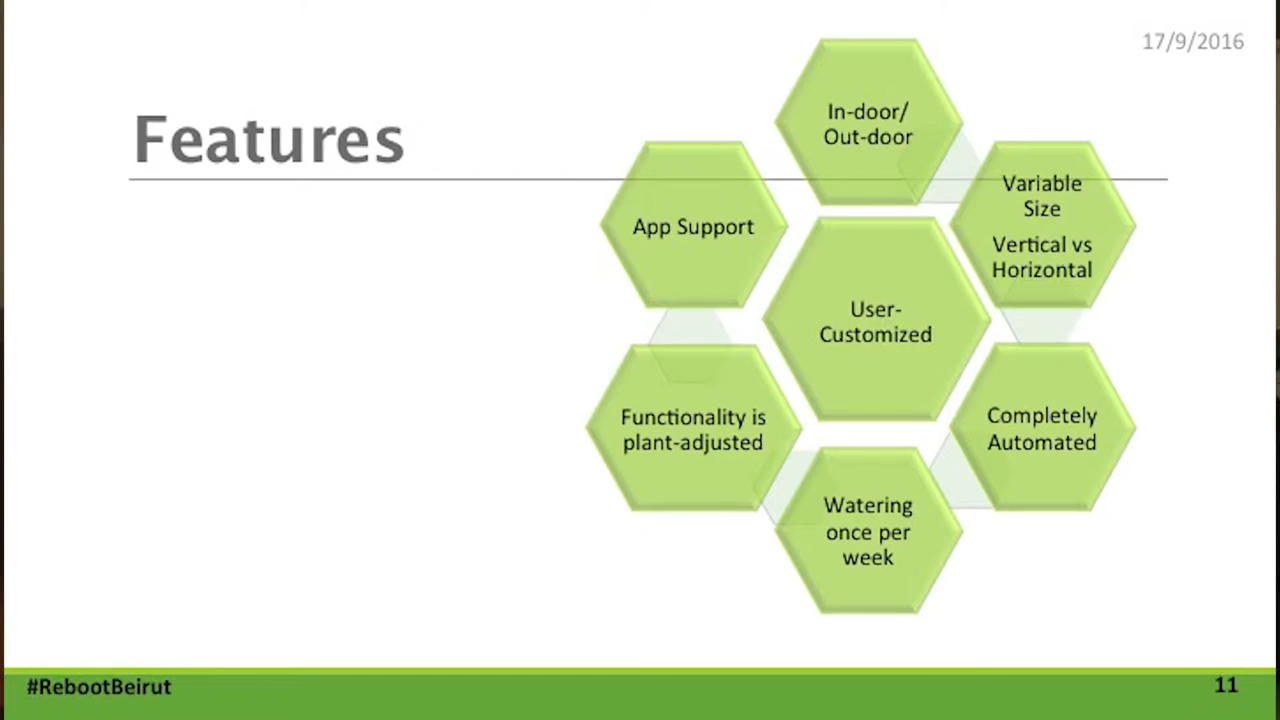 17/9/2016
Features
In-door/
Out-door
Variable
Size
Vertical vs
Horizontal
App Support
User-
Customized
Functionality is
plant-adjusted
Completely
Automated
Watering
once per
week
#RebootBeirut
11